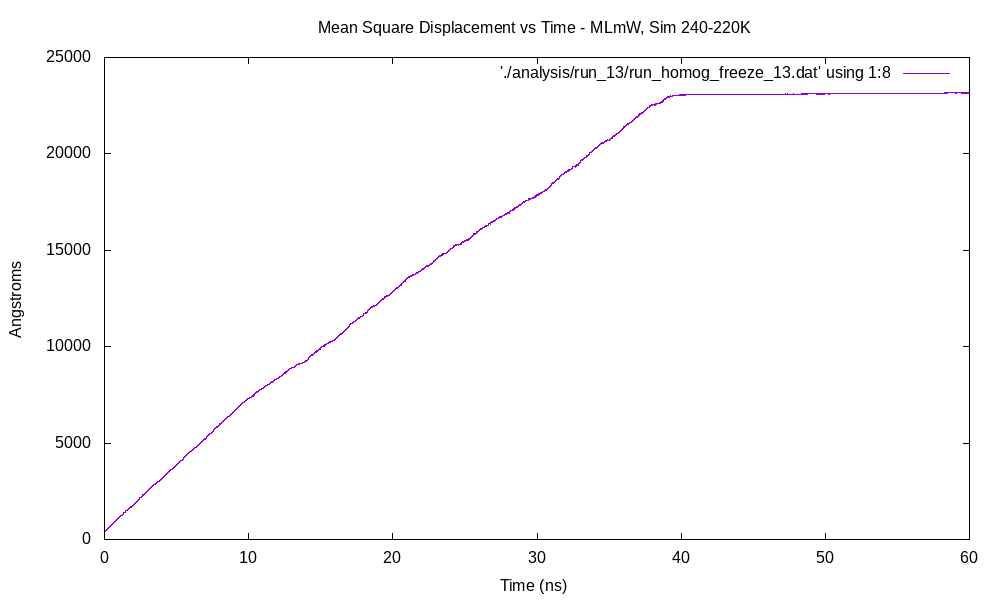 Mean Square Displacement vs Time - MLmW, Sim 240-220K
'./analysis/run_13/run_homog_freeze_13.dat' using 1:8
25000
20000
15000
10000
5000
0
Angstroms
0 10 20 30 40 50 60
Time (ns)